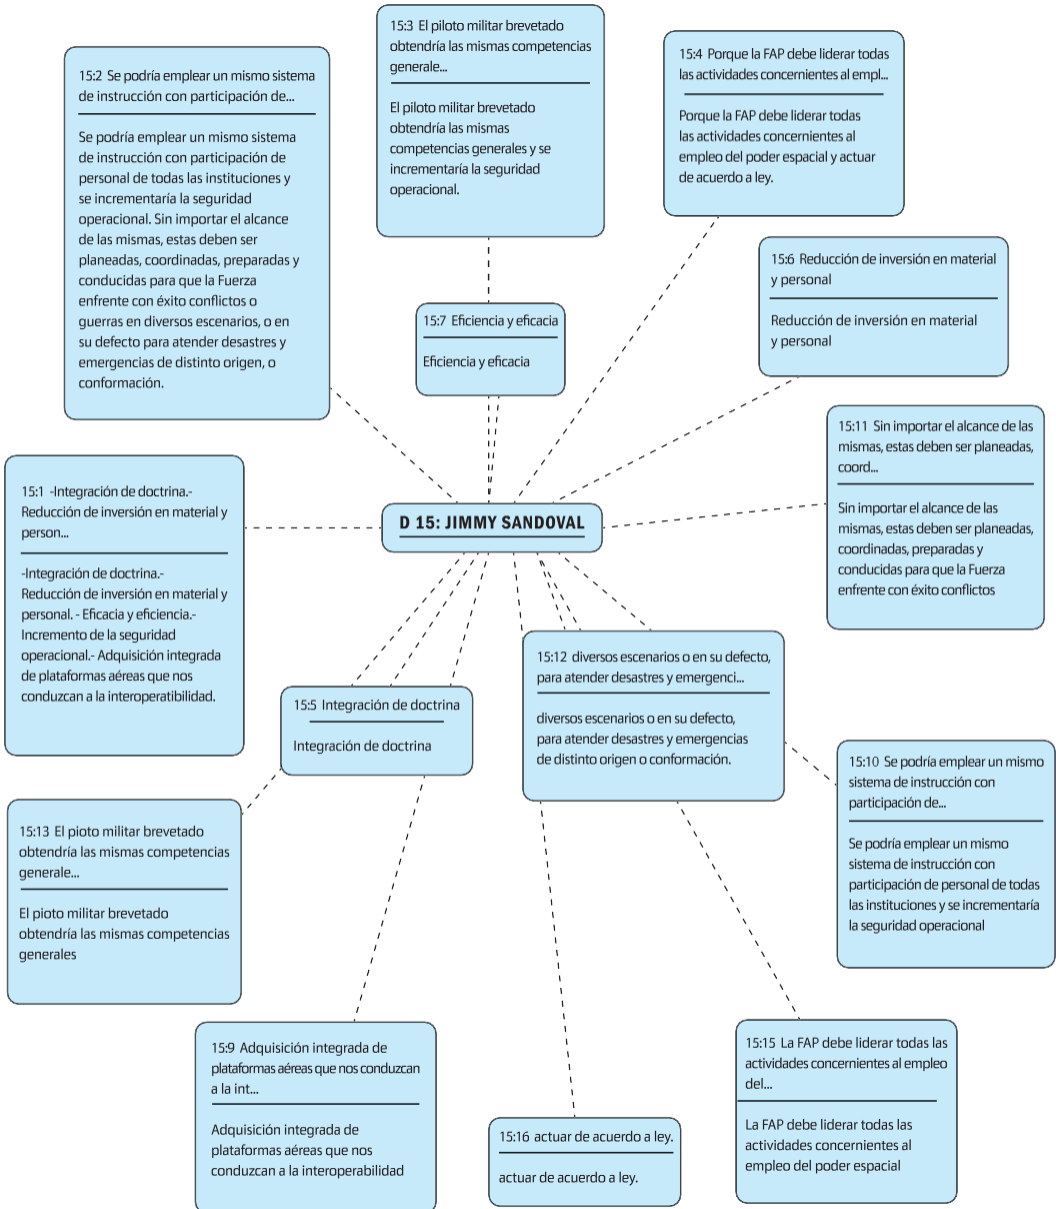 15:3 El piloto militar brevetado
obtendría las mismas competencias
generale...
El piloto militar brevetado
obtendría las mismas
competencias generales y se
incrementaría la seguridad
operacional.
15:4 Porque la FAP debe liderar todas
las actividades concernientes al empl...
Porque la FAP debe liderar todas
las actividades concernientes al
empleo del poder espacial y actuar
de acuerdo a ley.
15:2 Se podría emplear un mismo sistema
de instrucción con participación de...
Se podría emplear un mismo sistema
de instrucción con participación de
personal de todas las instituciones y
se incrementaría la seguridad
operacional. Sin importar el alcance
de las mismas, estas deben ser
planeadas, coordinadas, preparadas y
conducidas para que la Fuerza
enfrente con éxito conflictos o
guerras en diversos escenarios, o en
su defecto para atender desastres y
emergencias de distinto origen, o
conformación.
15:6 Reducción de inversión en material
y personal
Reducción de inversión en material
y personal
15:7 Eficiencia y eficacia
Eficiencia y eficacia
15:11 Sin importar el alcance de las
mismas, estas deben ser planeadas,
coord...
Sin importar el alcance de las
mismas, estas deben ser planeadas,
coordinadas, preparadas y
conducidas para que la Fuerza
enfrente con éxito conflictos
15:1 -Integración de doctrina.-
Reducción de inversión en material y
person...
-Integración de doctrina.-
Reducción de inversión en material y
personal. - Eficacia y eficiencia.-
Incremento de la seguridad
operacional.- Adquisición integrada
de plataformas aéreas que nos
conduzcan a la interoperatibilidad.
D 15: JIMMY SANDOVAL
15:12 diversos escenarios o en su defecto,
para atender desastres y emergenci...
diversos escenarios o en su defecto,
para atender desastres y emergencias
de distinto origen o conformación.
15:5 Integración de doctrina
Integración de doctrina
15:10 Se podría emplear un mismo
sistema de instrucción con
participación de...
Se podría emplear un mismo
sistema de instrucción con
participación de personal de todas
las instituciones y se incrementaría
la seguridad operacional
15:13 El pioto militar brevetado
obtendría las mismas competencias
generale...
El pioto militar brevetado
obtendría las mismas competencias
generales
15:9 Adquisición integrada de
plataformas aéreas que nos conduzcan
a la int...
Adquisición integrada de
plataformas aéreas que nos
conduzcan a la interoperabilidad
15:16 actuar de acuerdo a ley.
actuar de acuerdo a ley.
15:15 La FAP debe liderar todas las
actividades concernientes al empleo
del...
La FAP debe liderar todas las
actividades concernientes al
empleo del poder espacial